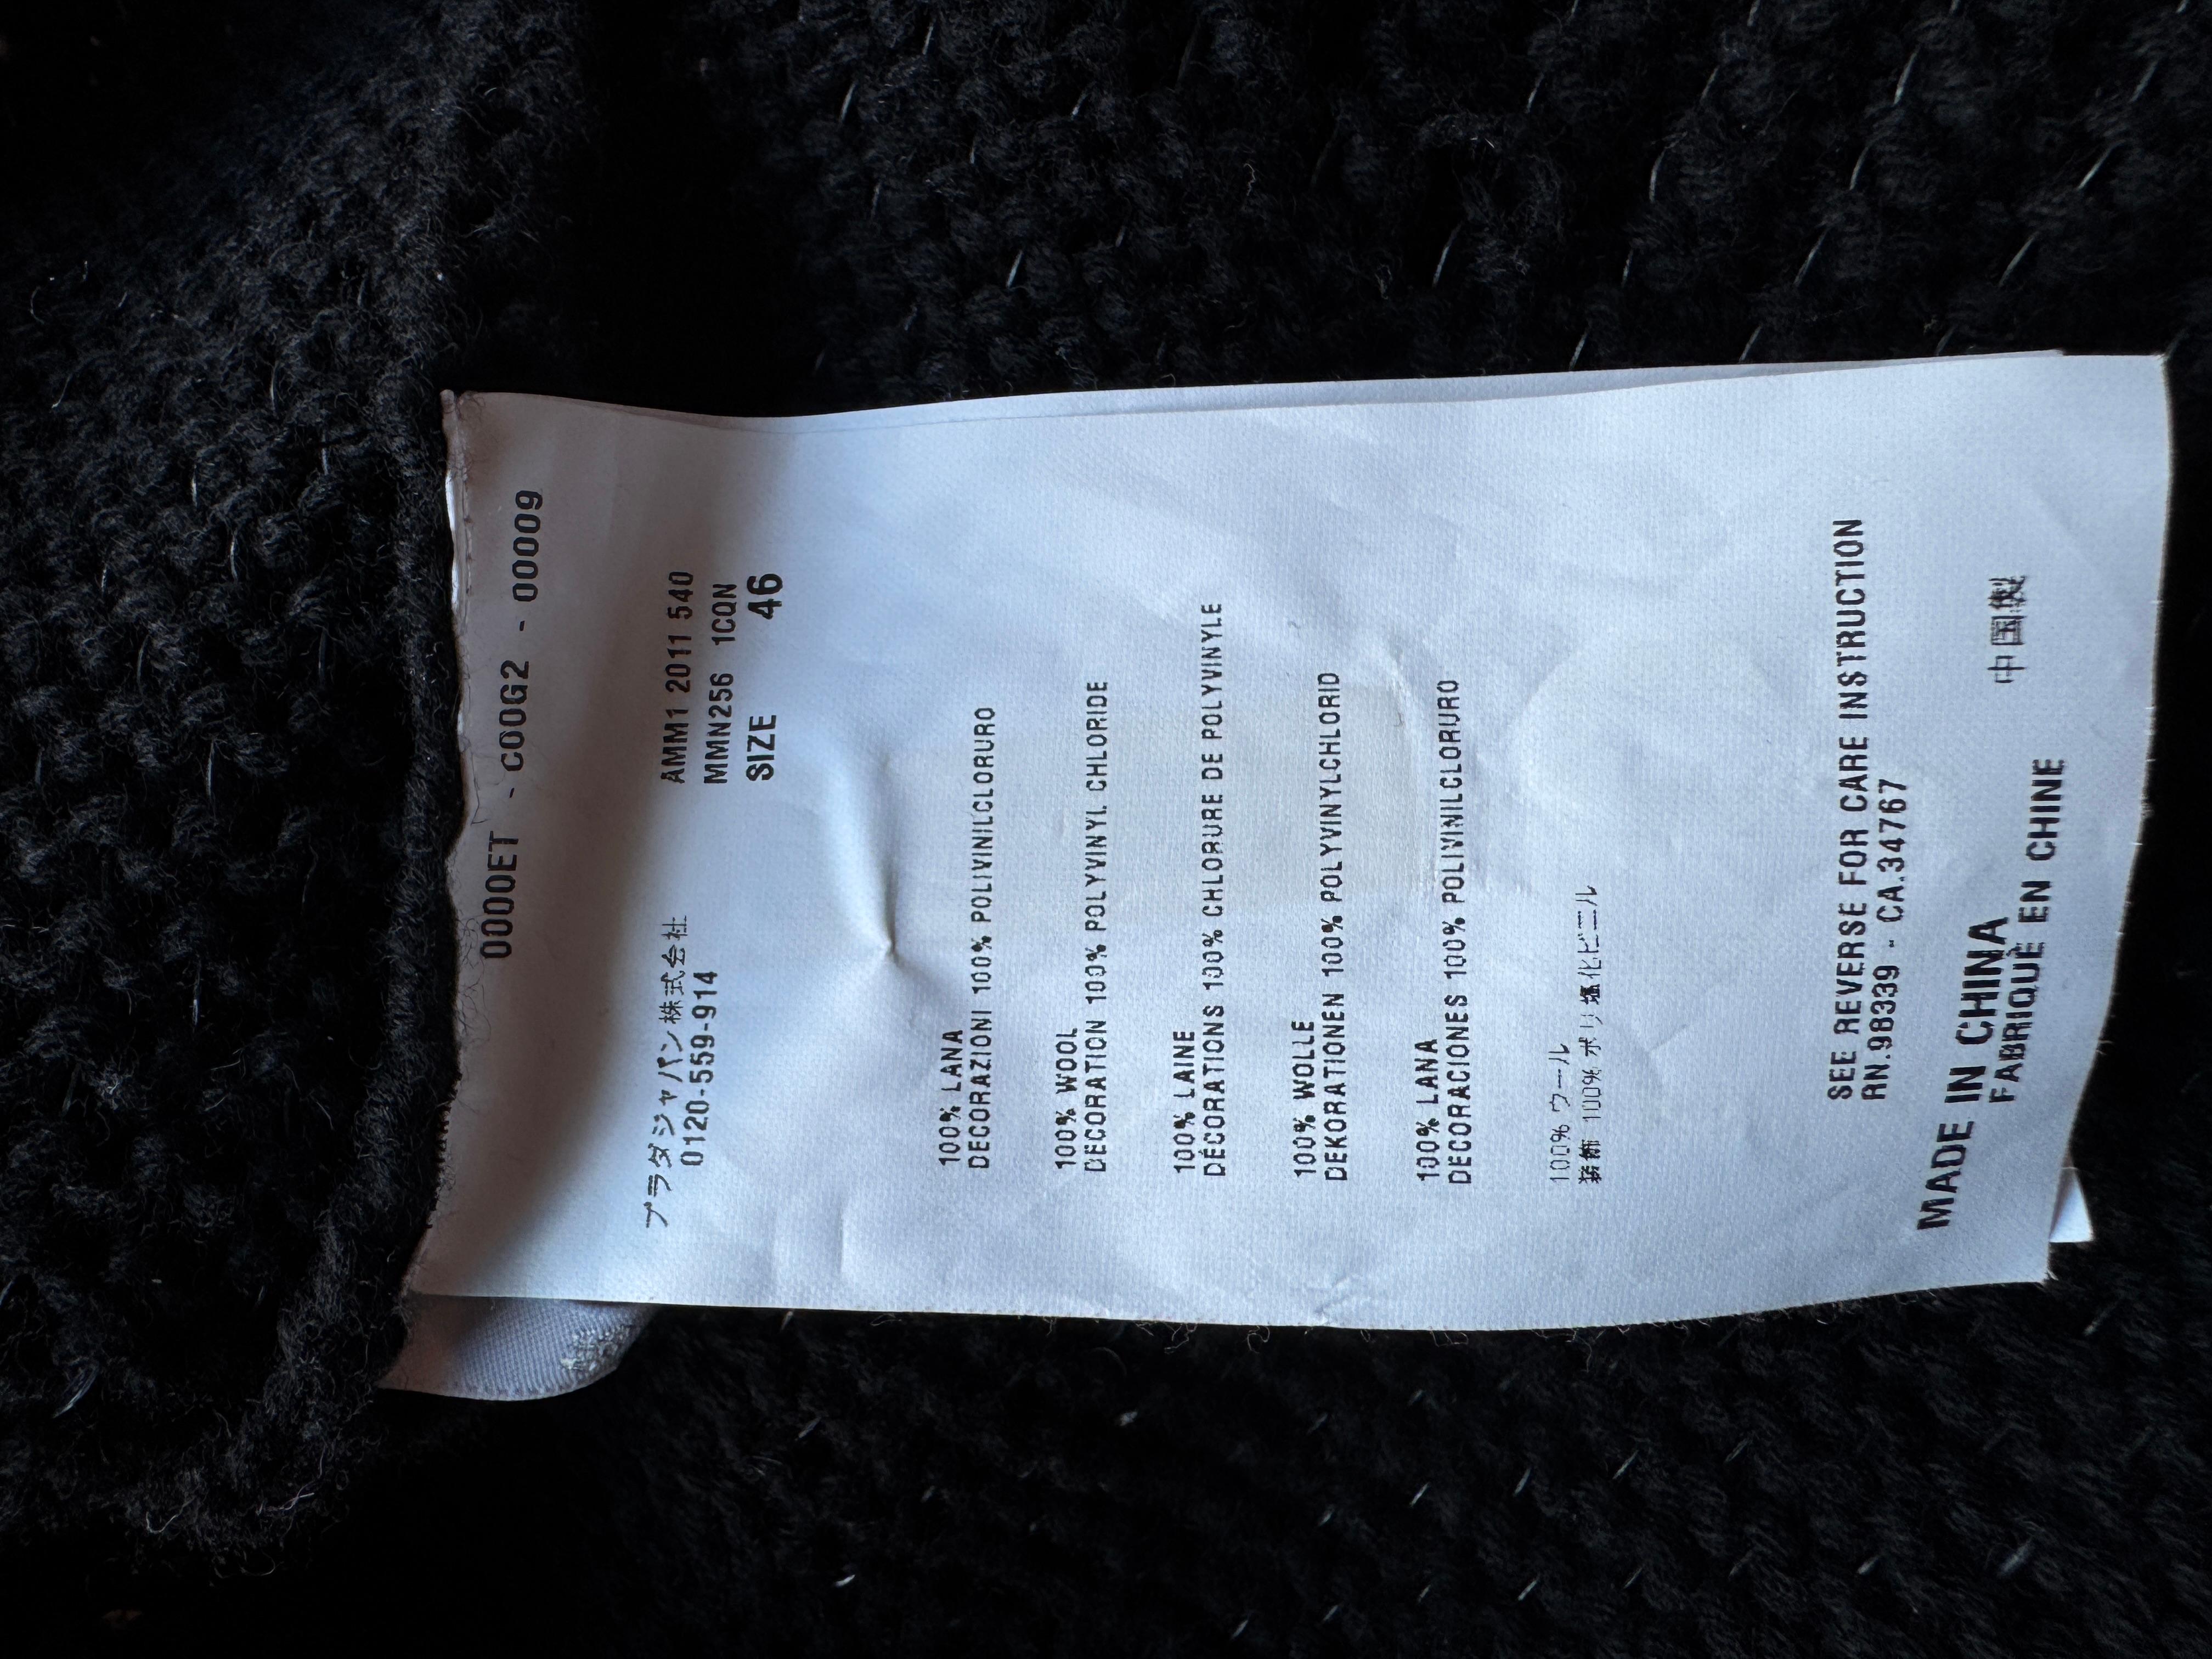 0000ET - C00G2 - 00009
プラダジャパン株式会社
0120-559-914
AMM1 2011 540
MMN256 1CQN
SIZE 46
100% LANA
DECORAZIONI 100% POLIVINILCLORURO
100% WOOL
DECORATION 100% POLYVINYL CHLORIDE
100% LAINE
DÉCORATIONS 100% CHLORURE DE POLYVINYLE
100% WOLLE
DEKORATIONEN 100% POLYVINYLCHLORID
100% LANA
DECORACIONES 100% POLIVINILCLORURO
100% ウール
装飾 100% ポリ塩化ビニル
SEE REVERSE FOR CARE INSTRUCTION
RN.98339 - CA.34767
MADE IN CHINA
FABRIQUÈ EN CHINE
中国製